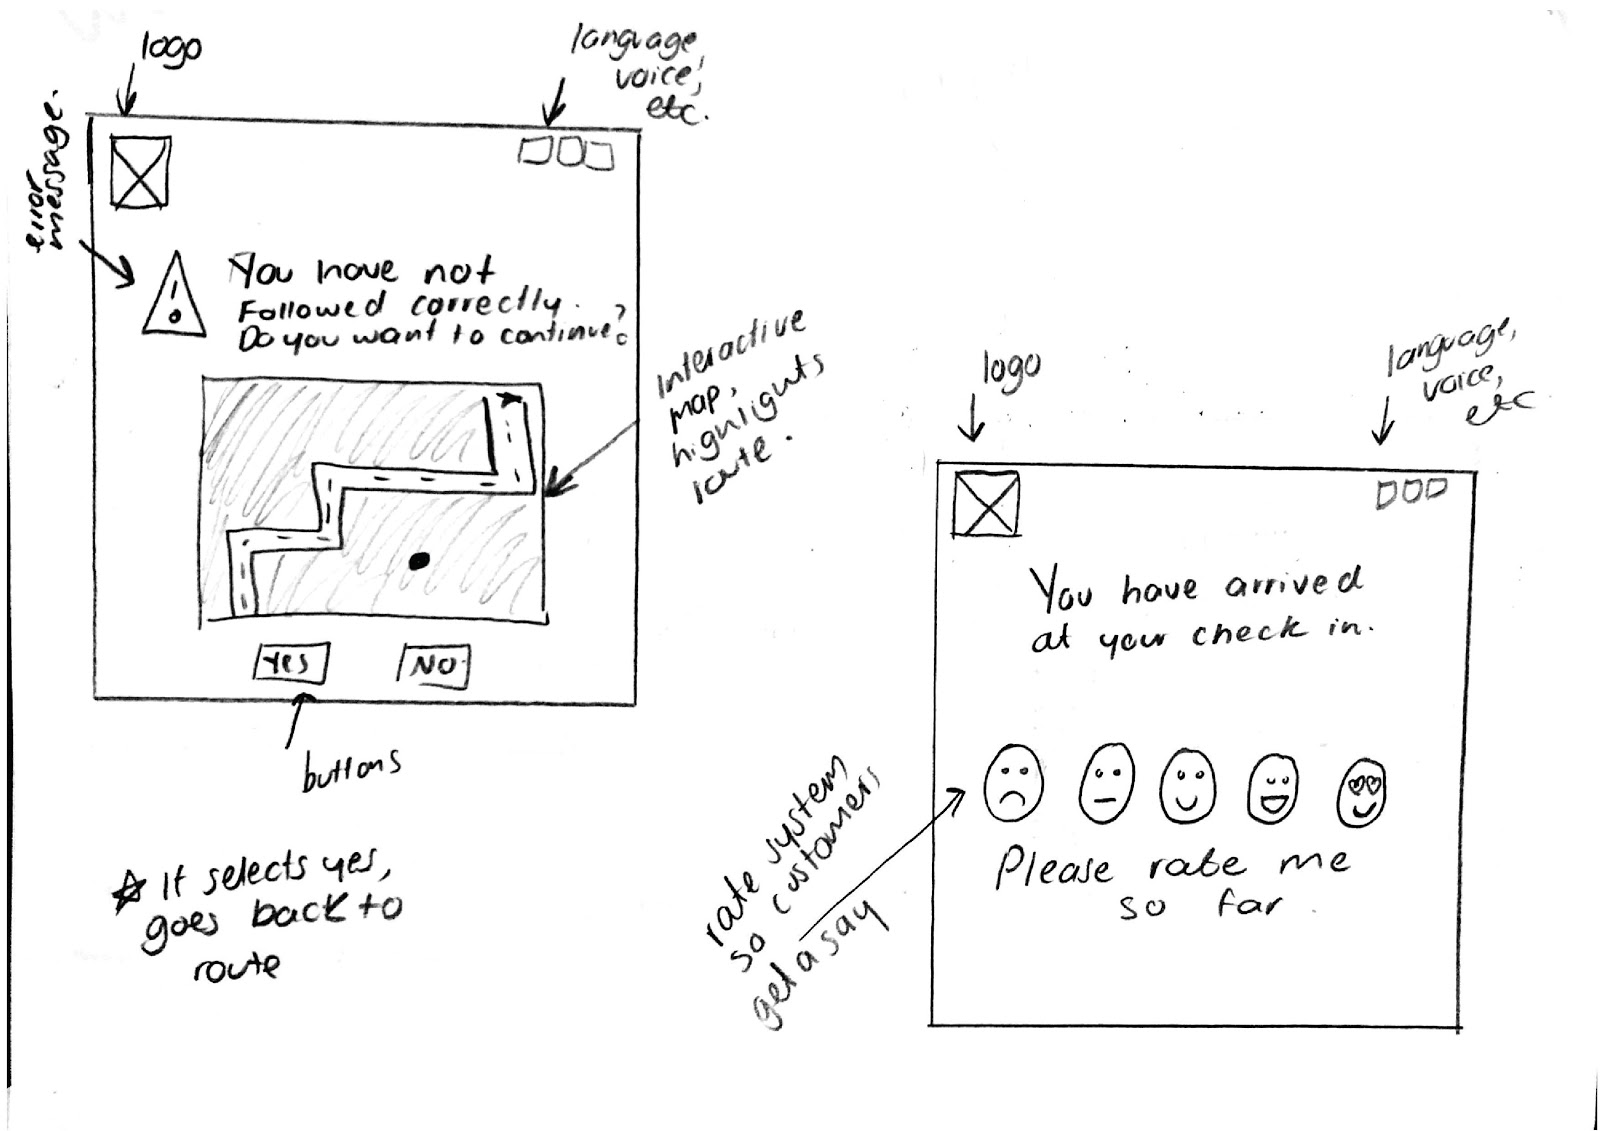 logo
language,
voice,
etc.
error
message.
You have not
Followed correctly.
Do you want to continue?
interactive
map,
highlights
route.
Yes
No
buttons
It selects yes,
goes back to
route
logo
language,
voice,
etc
You have arrived
at your check in.
rate system
so customers
get a say
Please rate me
so far